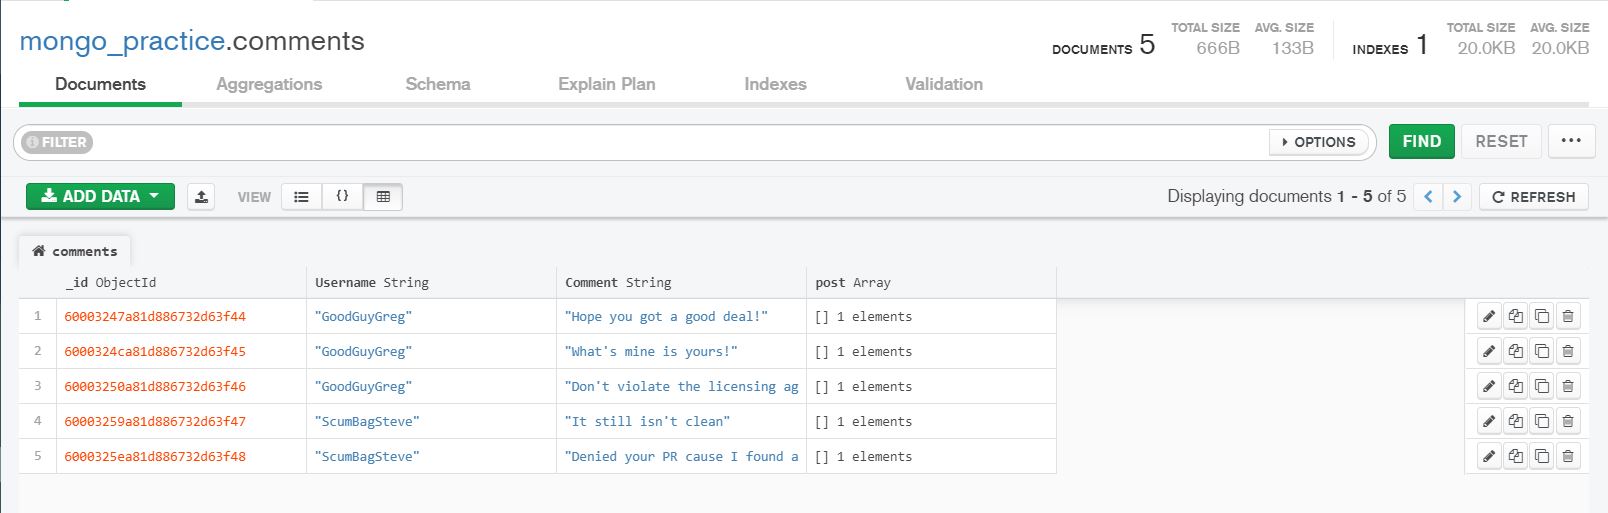 mongo_practice.comments
DOCUMENTS 5 TOTAL SIZE 666B AVG. SIZE 133B INDEXES 1 TOTAL SIZE 20.0KB AVG. SIZE 20.0KB
Documents Aggregations Schema Explain Plan Indexes Validation
FILTER OPTIONS FIND RESET ...
ADD DATA VIEW {} Displaying documents 1 - 5 of 5 REFRESH
comments
_id ObjectId Username String Comment String post Array
1 60003247a81d886732d63f44 "GoodGuyGreg" "Hope you got a good deal!" [] 1 elements
2 6000324ca81d886732d63f45 "GoodGuyGreg" "What's mine is yours!" [] 1 elements
3 60003250a81d886732d63f46 "GoodGuyGreg" "Don't violate the licensing ag [] 1 elements
4 60003259a81d886732d63f47 "ScumBagSteve" "It still isn't clean" [] 1 elements
5 6000325ea81d886732d63f48 "ScumBagSteve" "Denied your PR cause I found a [] 1 elements